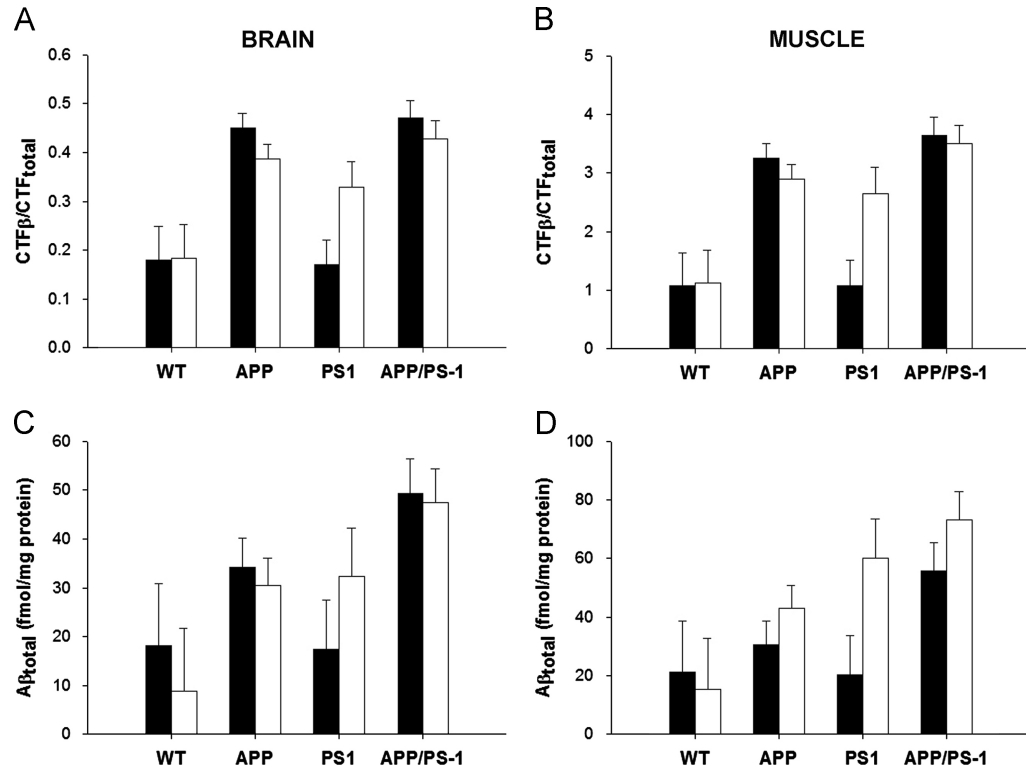 A
BRAIN
CTFβ/CTFtotal
0.6
0.5
0.4
0.3
0.2
0.1
0.0
WT APP PS1 APP/PS-1
B
MUSCLE
CTFβ/CTFtotal
5
4
3
2
1
0
WT APP PS1 APP/PS-1
C
Aβtotal (fmol/mg protein)
60
50
40
30
20
10
0
WT APP PS1 APP/PS-1
D
Aβtotal (fmol/mg protein)
100
80
60
40
20
0
WT APP PS1 APP/PS-1